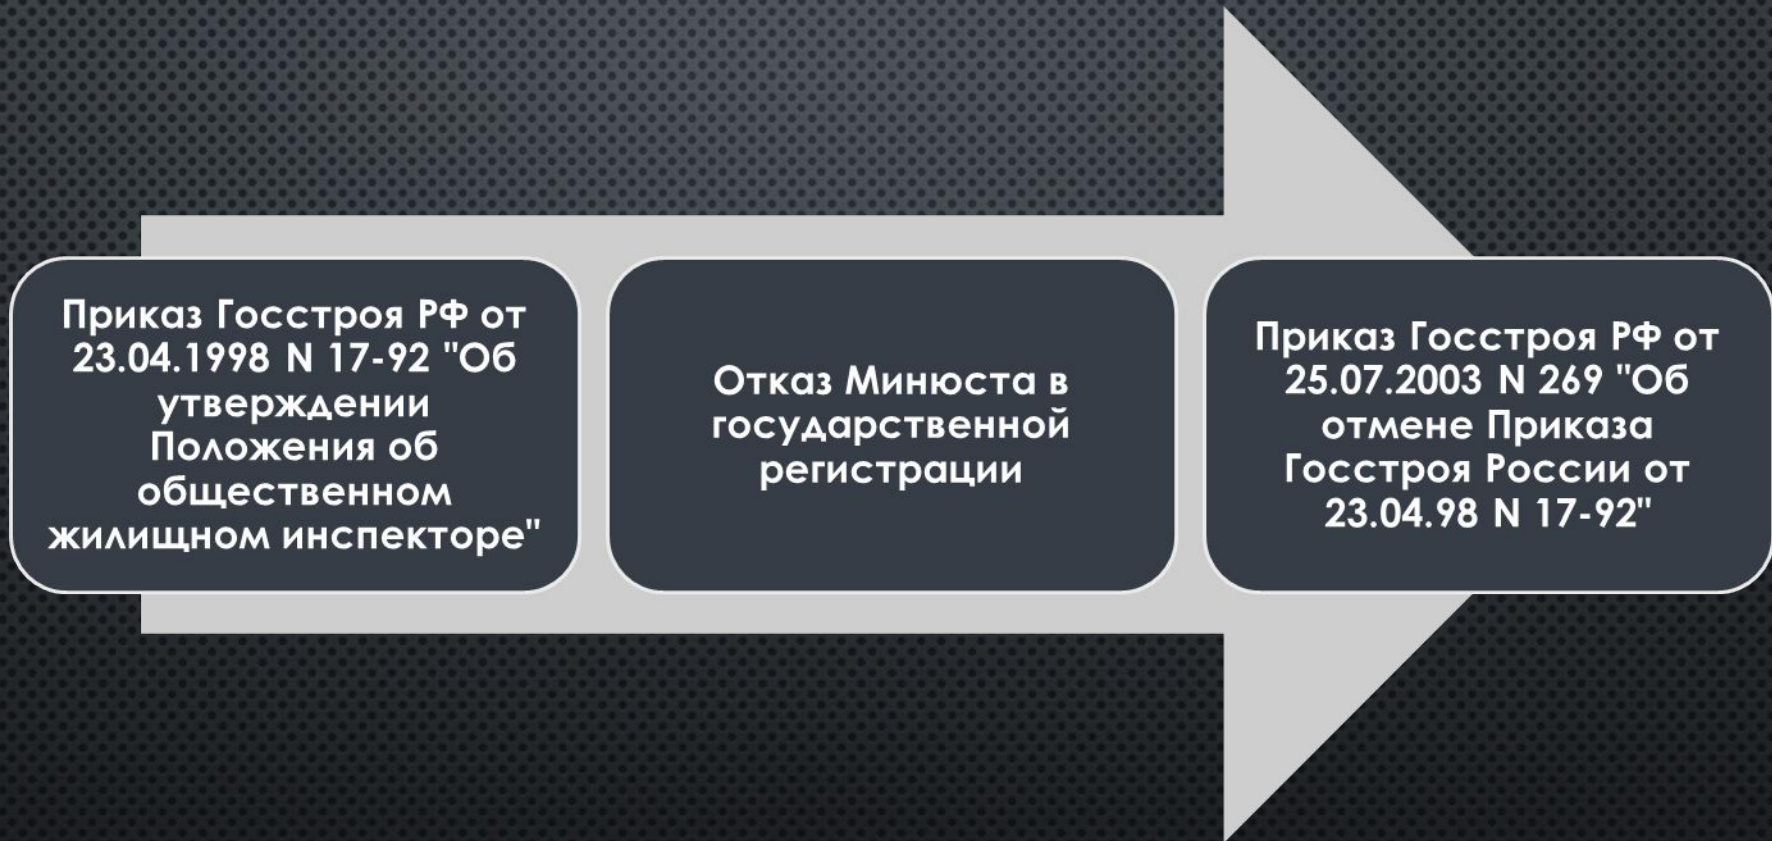 Приказ Госстроя РФ от
23.04.1998 N 17-92 "Об
утверждении
Положения об
общественном
жилищном инспекторе"
Отказ Минюста в
государственной
регистрации
Приказ Госстроя РФ от
25.07.2003 N 269 "Об
отмене Приказа
Госстроя России от
23.04.98 N 17-92"